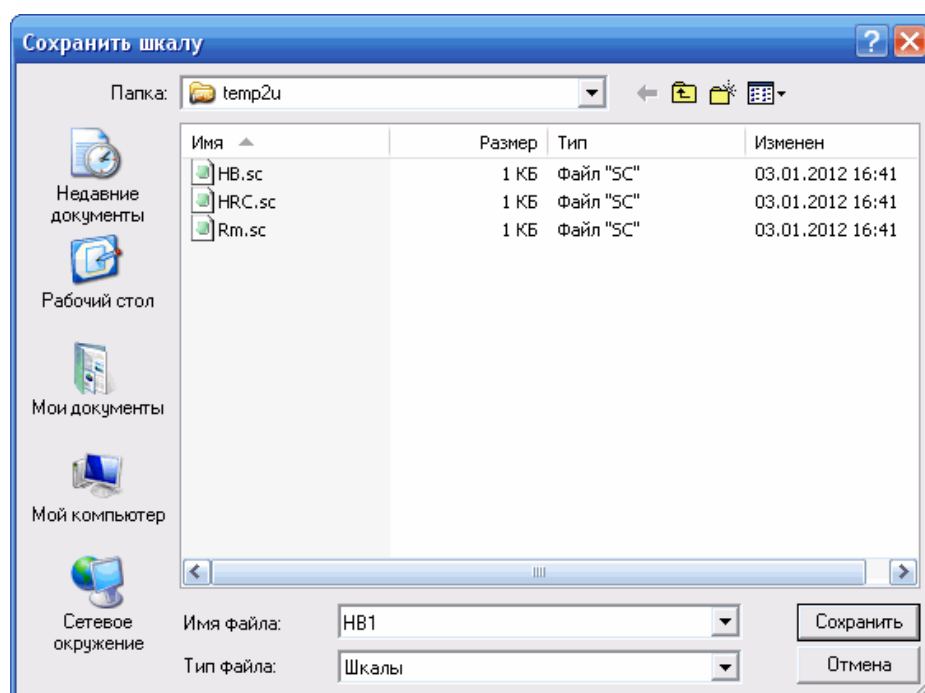 Сохранить шкалу
Папка: temp2u
Имя Размер Тип Изменен
HB.sc 1 КБ Файл "SC" 03.01.2012 16:41
HRC.sc 1 КБ Файл "SC" 03.01.2012 16:41
Rm.sc 1 КБ Файл "SC" 03.01.2012 16:41
Недавние
документы
Рабочий стол
Мои документы
Мой компьютер
Сетевое
окружение
Имя файла: HB1 Сохранить
Тип файла: Шкалы Отмена